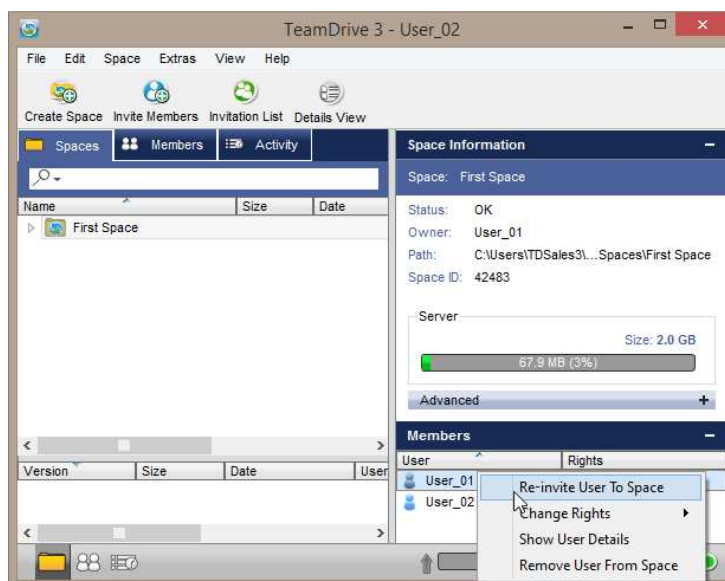 TeamDrive 3 - User_02
File Edit Space Extras View Help
Create Space Invite Members Invitation List Details View
Spaces Members Activity
Name Size Date
First Space
Version Size Date User
Space Information
Space: First Space
Status: OK
Owner: User_01
Path: C:\Users\TDSales3\...Spaces\First Space
Space ID: 42483
Server
Size: 2.0 GB
67.9 MB (3%)
Advanced
Members
User Rights
User_01
User_02
Re-invite User To Space
Change Rights
Show User Details
Remove User From Space